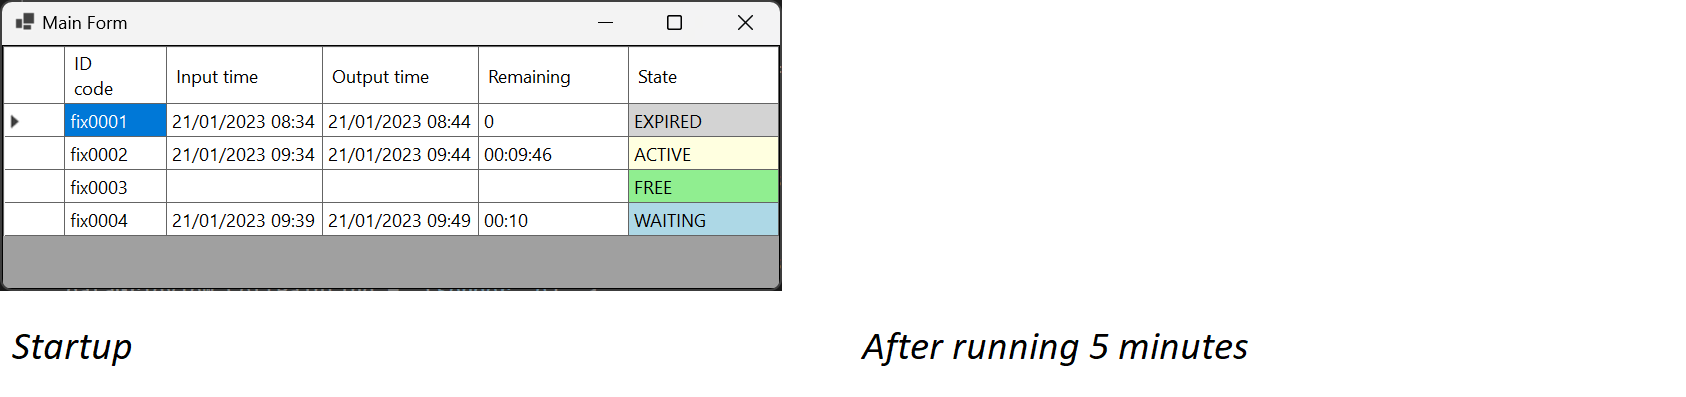 Main Form
ID code Input time Output time Remaining State
fix0001 21/01/2023 08:34 21/01/2023 08:44 0 EXPIRED
fix0002 21/01/2023 09:34 21/01/2023 09:44 00:09:46 ACTIVE
fix0003 FREE
fix0004 21/01/2023 09:39 21/01/2023 09:49 00:10 WAITING
Startup
After running 5 minutes